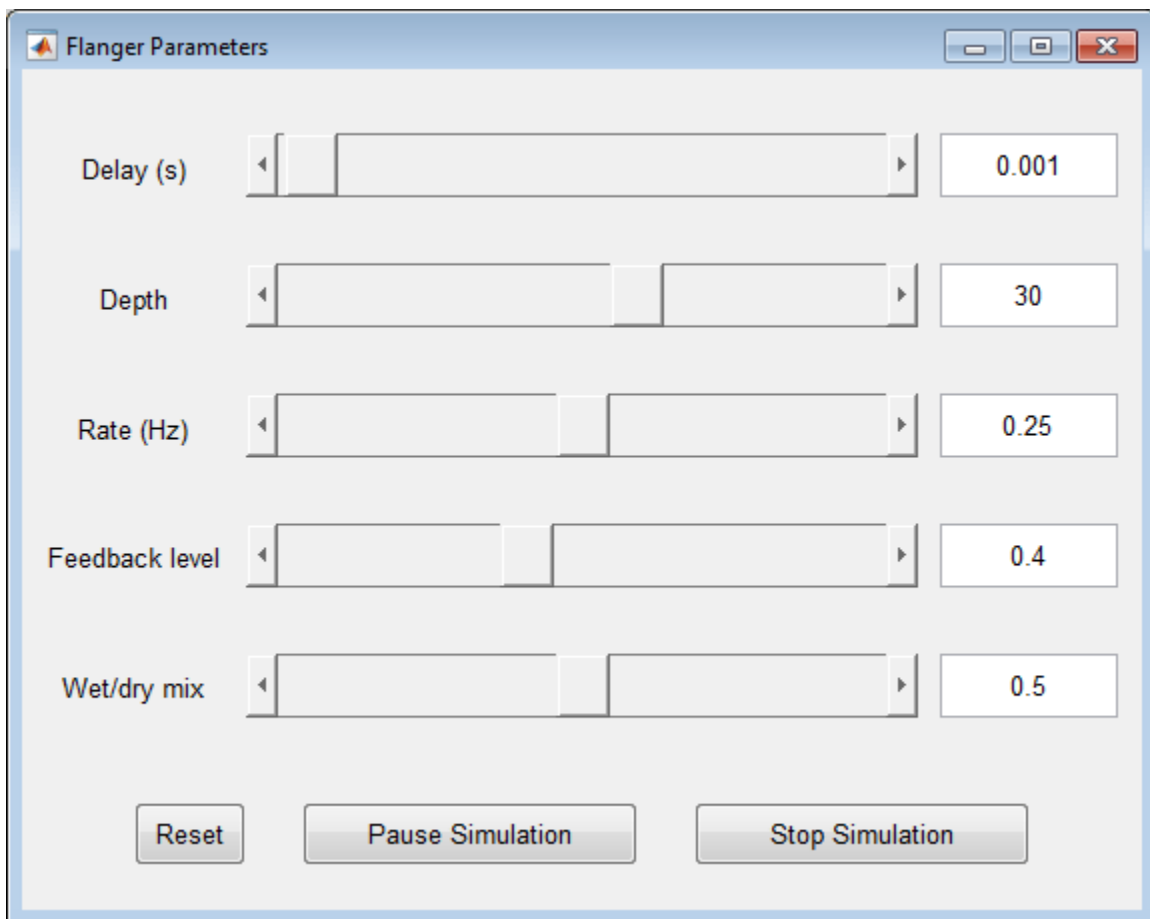 Flanger Parameters
Delay (s) 0.001
Depth 30
Rate (Hz) 0.25
Feedback level 0.4
Wet/dry mix 0.5
Reset Pause Simulation Stop Simulation